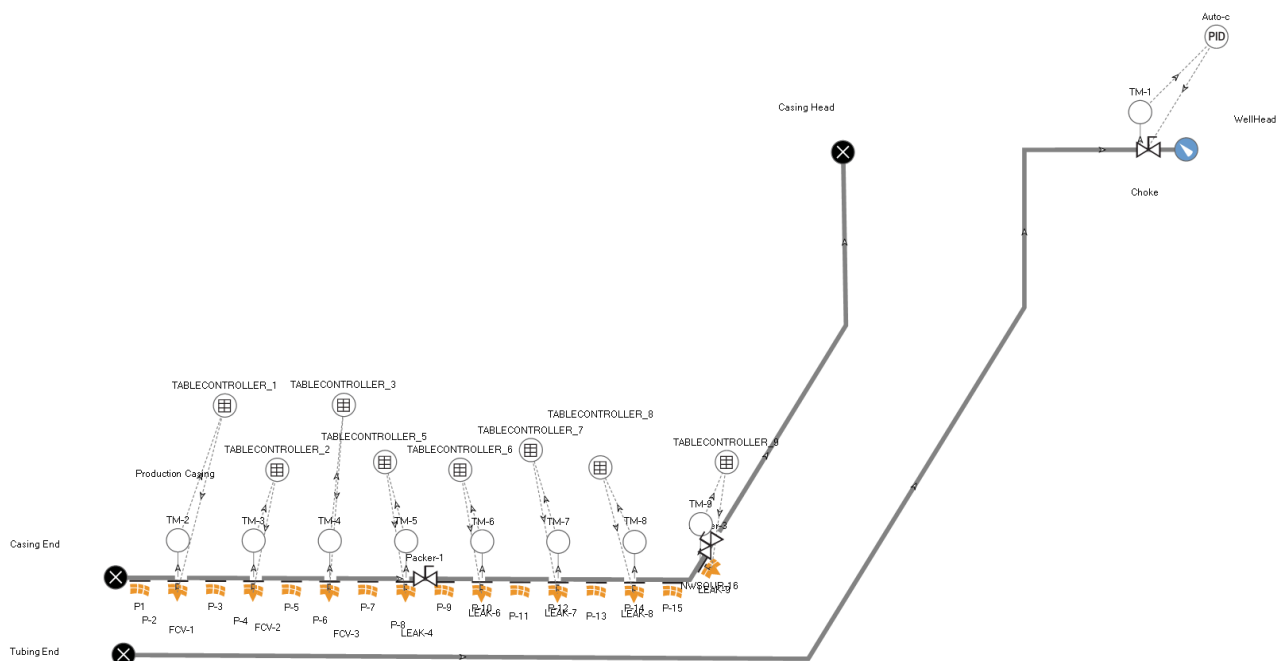 Auto-c
PID
TM-1
Casing Head
WellHead
Choke
TABLECONTROLLER_1
TABLECONTROLLER_3
TABLECONTROLLER_8
TABLECONTROLLER_5
TABLECONTROLLER_7
TABLECONTROLLER_2
TABLECONTROLLER_6
TABLECONTROLLER_9
Production Casing
TM-9
TM-2
TM-3
TM-4
TM-5
TM-6
TM-7
TM-8
Casing End
Packer-1
NWSOUR-16
LEAK-9
P1
P-3
P-5
P-7
P-9
P-10
P-12
P-14
P-15
P-2
P-4
P-6
P-8
LEAK-6
P-11
LEAK-7
P-13
LEAK-8
FCV-1
FCV-2
FCV-3
LEAK-4
Tubing End